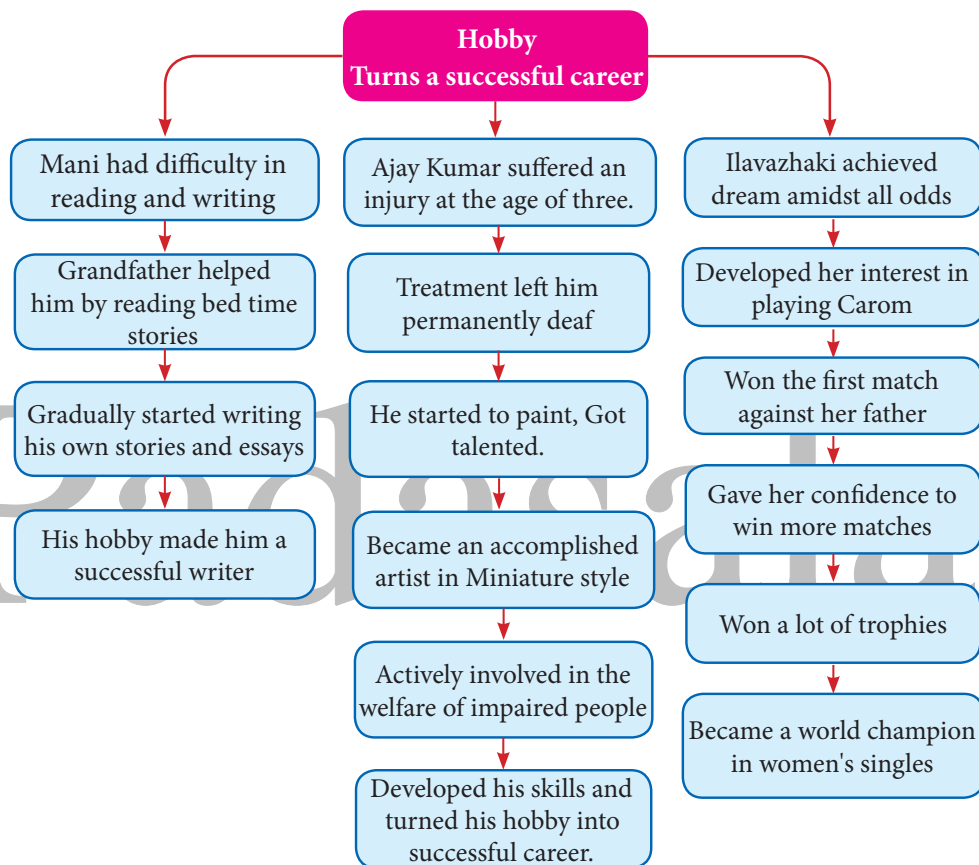 Hobby
Turns a successful career
Mani had difficulty in
reading and writing
Grandfather helped
him by reading bed time
stories
Gradually started writing
his own stories and essays
His hobby made him a
successful writer
Ajay Kumar suffered an
injury at the age of three.
Treatment left him
permanently deaf
He started to paint, Got
talented.
Became an accomplished
artist in Miniature style
Actively involved in the
welfare of impaired people
Developed his skills and
turned his hobby into
successful career.
Ilavazhaki achieved
dream amidst all odds
Developed her interest in
playing Carom
Won the first match
against her father
Gave her confidence to
win more matches
Won a lot of trophies
Became a world champion
in women's singles
Padasala